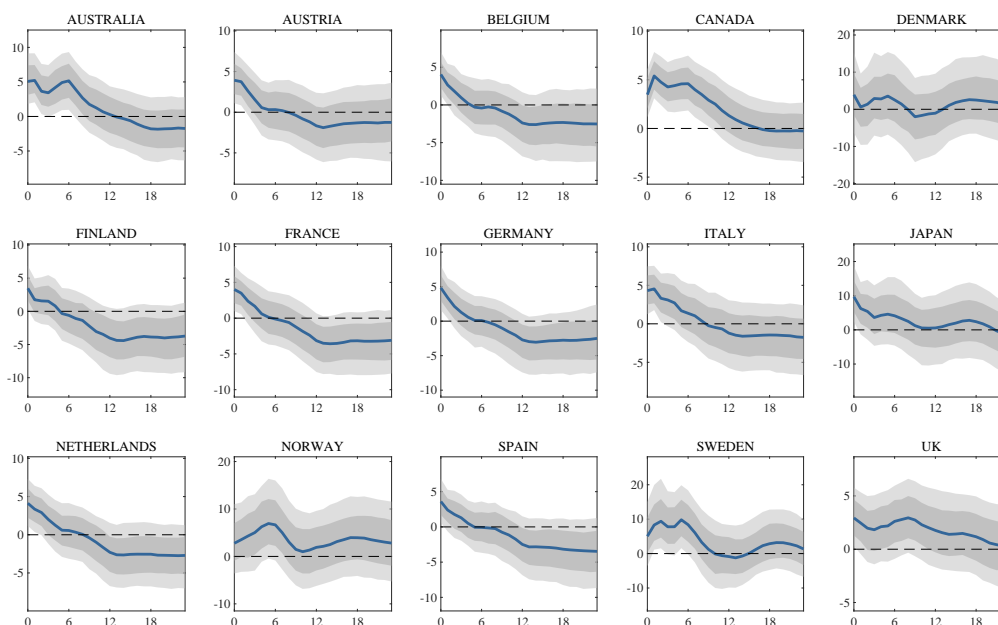 AUSTRALIA AUSTRIA BELGIUM CANADA DENMARK
10 5 0 -5 0 6 12 18
10 5 0 -5 0 6 12 18
10 5 0 -5 -10 0 6 12 18
10 5 0 -5 0 6 12 18
20 10 0 -10 -20 0 6 12 18
FINLAND FRANCE GERMANY ITALY JAPAN
10 5 0 -5 -10 0 6 12 18
10 5 0 -5 -10 0 6 12 18
10 5 0 -5 -10 0 6 12 18
10 5 0 -5 0 6 12 18
20 10 0 -10 0 6 12 18
NETHERLANDS NORWAY SPAIN SWEDEN UK
10 5 0 -5 0 6 12 18
20 10 0 -10 0 6 12 18
10 5 0 -5 -10 0 6 12 18
20 10 0 -10 0 6 12 18
5 0 -5 0 6 12 18